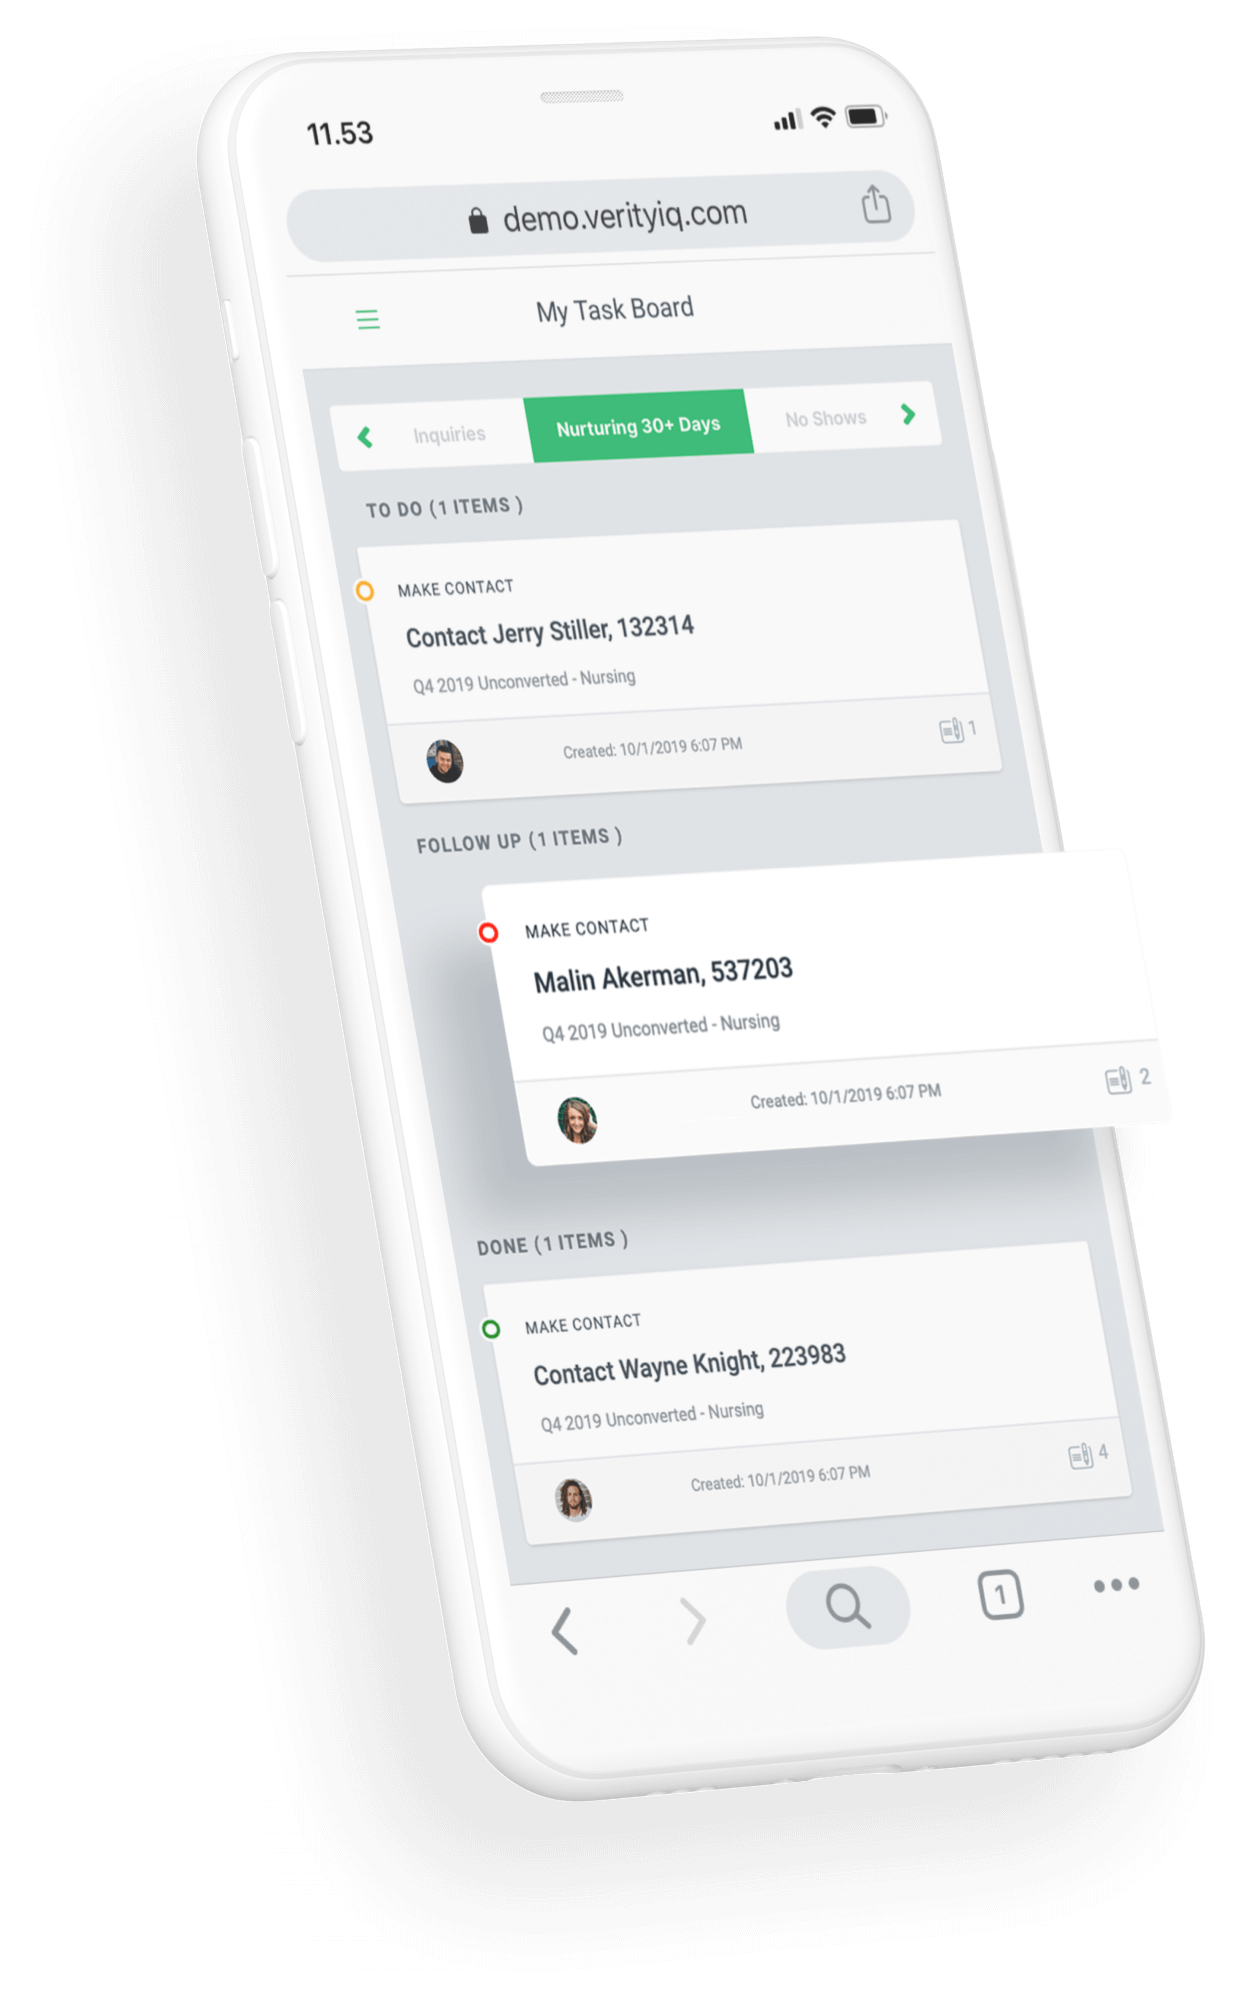 11.53
demo.verityiq.com
My Task Board
Inquiries
Nurturing 30+ Days
No Shows
TO DO (1 ITEMS )
MAKE CONTACT
Contact Jerry Stiller, 132314
Q4 2019 Unconverted - Nursing
Created: 10/1/2019 6:07 PM
1
FOLLOW UP (1 ITEMS )
MAKE CONTACT
Malin Akerman, 537203
Q4 2019 Unconverted - Nursing
Created: 10/1/2019 6:07 PM
2
DONE (1 ITEMS )
MAKE CONTACT
Contact Wayne Knight, 223983
Q4 2019 Unconverted - Nursing
Created: 10/1/2019 6:07 PM
4
1